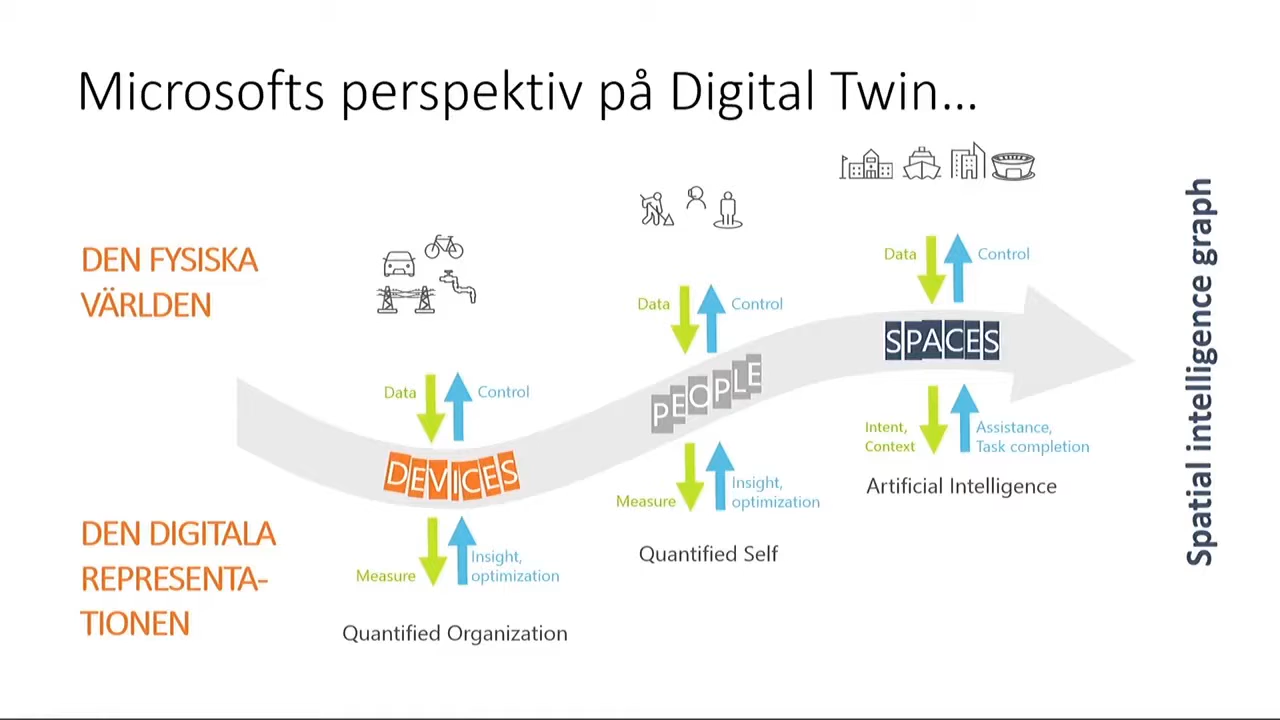 Microsofts perspektiv på Digital Twin...
DEN FYSISKA
VÄRLDEN
DEN DIGITALA
REPRESENTA-
TIONEN
Data
Control
DEVICES
Measure
Insight,
optimization
Quantified Organization
Data
Control
PEOPLE
Measure
Insight,
optimization
Quantified Self
Data
Control
SPACES
Intent,
Context
Assistance,
Task completion
Artificial Intelligence
Spatial intelligence graph